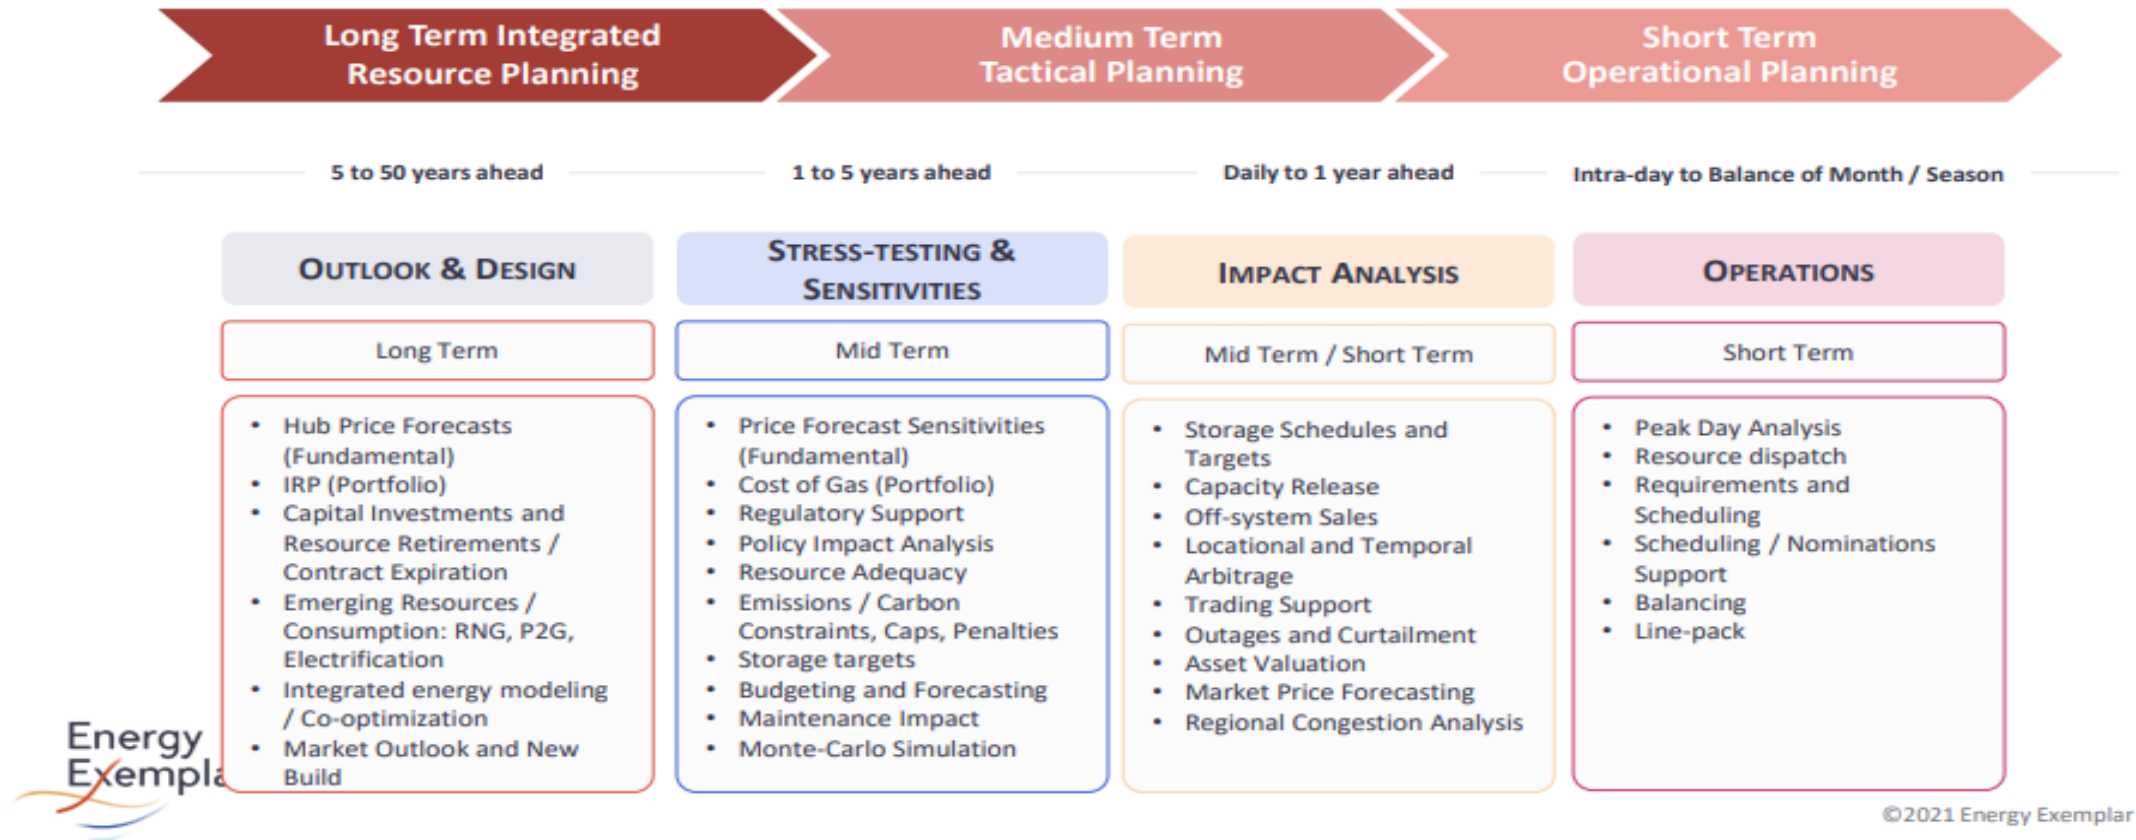 Long Term Integrated
Resource Planning
Medium Term
Tactical Planning
Short Term
Operational Planning
5 to 50 years ahead
1 to 5 years ahead
Daily to 1 year ahead
Intra-day to Balance of Month / Season
OUTLOOK & DESIGN
Long Term
• Hub Price Forecasts
(Fundamental)
• IRP (Portfolio)
• Capital Investments and
Resource Retirements /
Contract Expiration
• Emerging Resources /
Consumption: RNG, P2G,
Electrification
• Integrated energy modeling
/ Co-optimization
• Market Outlook and New
Build
STRESS-TESTING &
SENSITIVITIES
Mid Term
• Price Forecast Sensitivities
(Fundamental)
• Cost of Gas (Portfolio)
• Regulatory Support
• Policy Impact Analysis
• Resource Adequacy
• Emissions / Carbon
Constraints, Caps, Penalties
• Storage targets
• Budgeting and Forecasting
• Maintenance Impact
• Monte-Carlo Simulation
IMPACT ANALYSIS
Mid Term / Short Term
• Storage Schedules and
Targets
• Capacity Release
• Off-system Sales
• Locational and Temporal
Arbitrage
• Trading Support
• Outages and Curtailment
• Asset Valuation
• Market Price Forecasting
• Regional Congestion Analysis
OPERATIONS
Short Term
• Peak Day Analysis
• Resource dispatch
• Requirements and
Scheduling
• Scheduling / Nominations
Support
• Balancing
• Line-pack
Energy
Exempla
©2021 Energy Exemplar